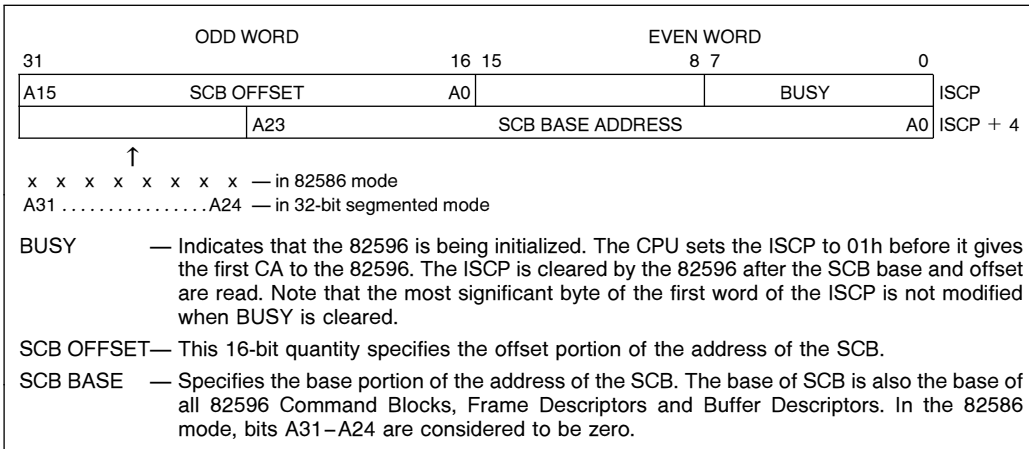 ODD WORD EVEN WORD
31 16 15 8 7 0
A15 SCB OFFSET A0 BUSY ISCP
A23 SCB BASE ADDRESS A0 ISCP + 4
↑
x x x x x x x x — in 82586 mode
A31 . . . . . . . . . . . . . . . . A24 — in 32-bit segmented mode
BUSY — Indicates that the 82596 is being initialized. The CPU sets the ISCP to 01h before it gives
the first CA to the 82596. The ISCP is cleared by the 82596 after the SCB base and offset
are read. Note that the most significant byte of the first word of the ISCP is not modified
when BUSY is cleared.
SCB OFFSET— This 16-bit quantity specifies the offset portion of the address of the SCB.
SCB BASE — Specifies the base portion of the address of the SCB. The base of SCB is also the base of
all 82596 Command Blocks, Frame Descriptors and Buffer Descriptors. In the 82586
mode, bits A31–A24 are considered to be zero.